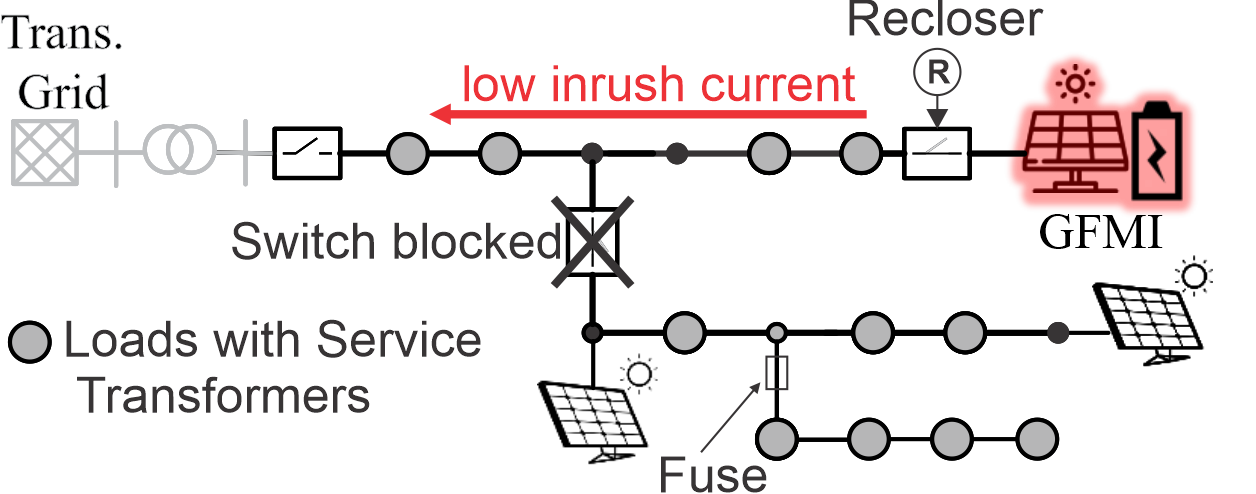 Trans.
Grid
Recloser
R
low inrush current
GFMI
Switch blocked
Loads with Service
Transformers
Fuse